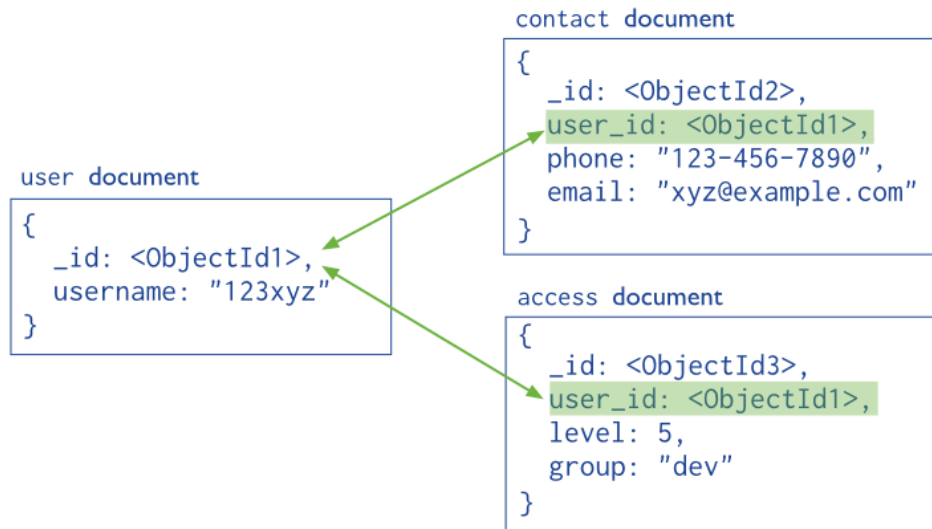 user document
{
_id: <ObjectId1>,
username: "123xyz"
}
contact document
{
_id: <ObjectId2>,
user_id: <ObjectId1>,
phone: "123-456-7890",
email: "xyz@example.com"
}
access document
{
_id: <ObjectId3>,
user_id: <ObjectId1>,
level: 5,
group: "dev"
}